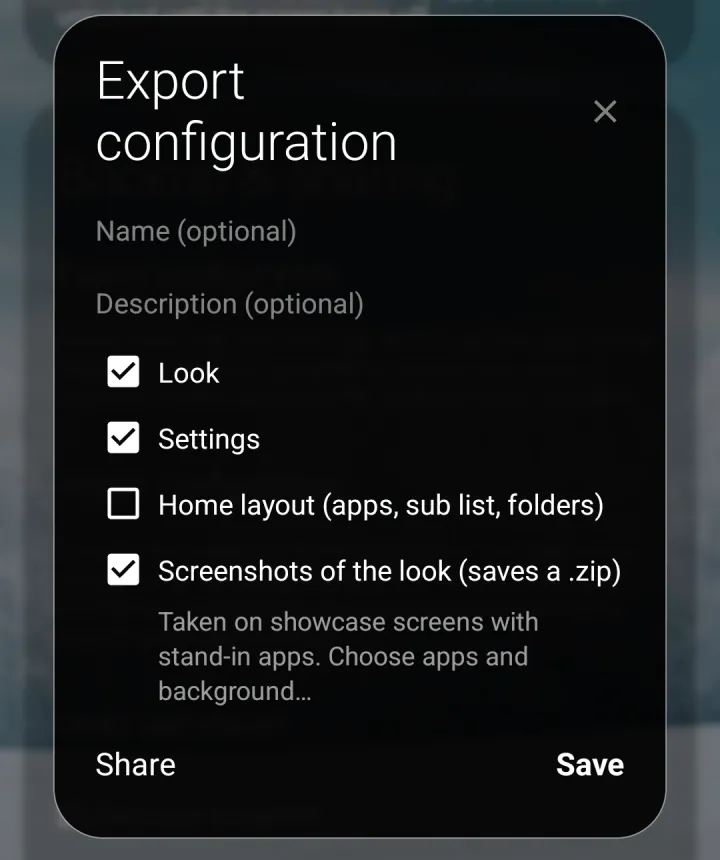 Export
configuration
Name (optional)
Description (optional)
Look
Settings
Home layout (apps, sub list, folders)
Screenshots of the look (saves a .zip)
Taken on showcase screens with
stand-in apps. Choose apps and
background…
Share
Save